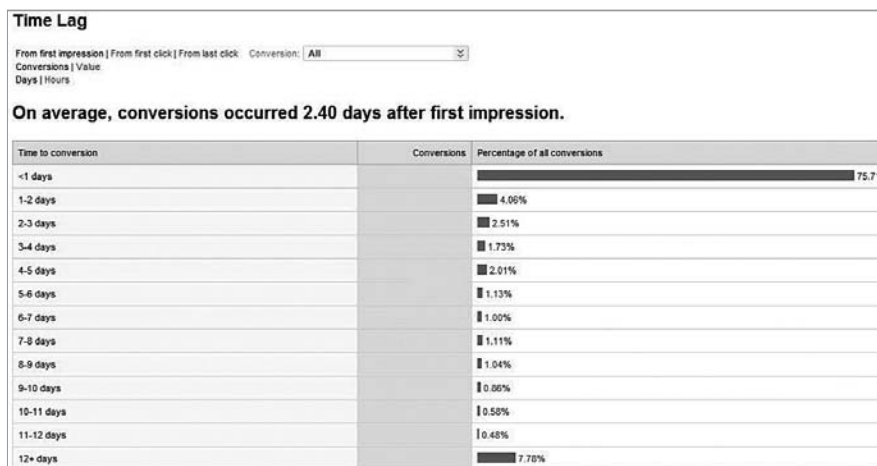 Time Lag
From first impression | From first click | From last click Conversion: All
Conversions | Value
Days | Hours
On average, conversions occurred 2.40 days after first impression.
Time to conversion Conversions Percentage of all conversions
<1 days 75.7
1-2 days 4.06%
2-3 days 2.51%
3-4 days 1.73%
4-5 days 2.01%
5-6 days 1.13%
6-7 days 1.00%
7-8 days 1.11%
8-9 days 1.04%
9-10 days 0.86%
10-11 days 0.58%
11-12 days 0.48%
12+ days 7.78%